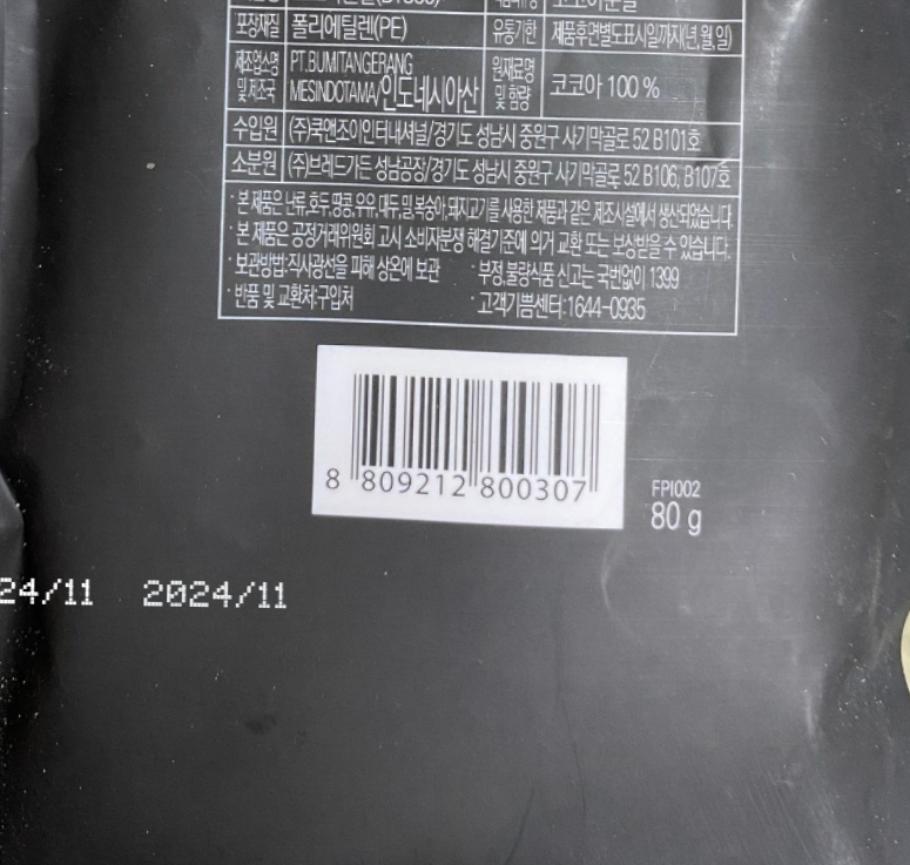 포장재질 폴리에틸렌(PE) 유통기한 제품후면별도표시일까지(년,월,일)
제조업소명 및 제조국 PT.BUMITANGERANG MESINDOTAMA/인도네시아산 원재료명 및 함량 코코아 100 %
수입원 (주)쿡앤조이인터내셔널/경기도 성남시 중원구 사기막골로 52 B101호
소분원 (주)브레드가든 성남공장/경기도 성남시 중원구 사기막골로 52 B106, B107호
· 본 제품은 난류,호두,땅콩,우유,대두,밀,복숭아,돼지고기를 사용한 제품과 같은 제조시설에서 생산되었습니다.
· 본 제품은 공정거래위원회 고시 소비자분쟁 해결기준에 의거 교환 또는 보상받을 수 있습니다.
· 보관방법:직사광선을 피해 상온에 보관 · 부정,불량식품 신고는 국번없이 1399
· 반품 및 교환처:구입처 · 고객기쁨센터:1644-0935
8 809212 800307
FPI002
80 g
24/11 2024/11